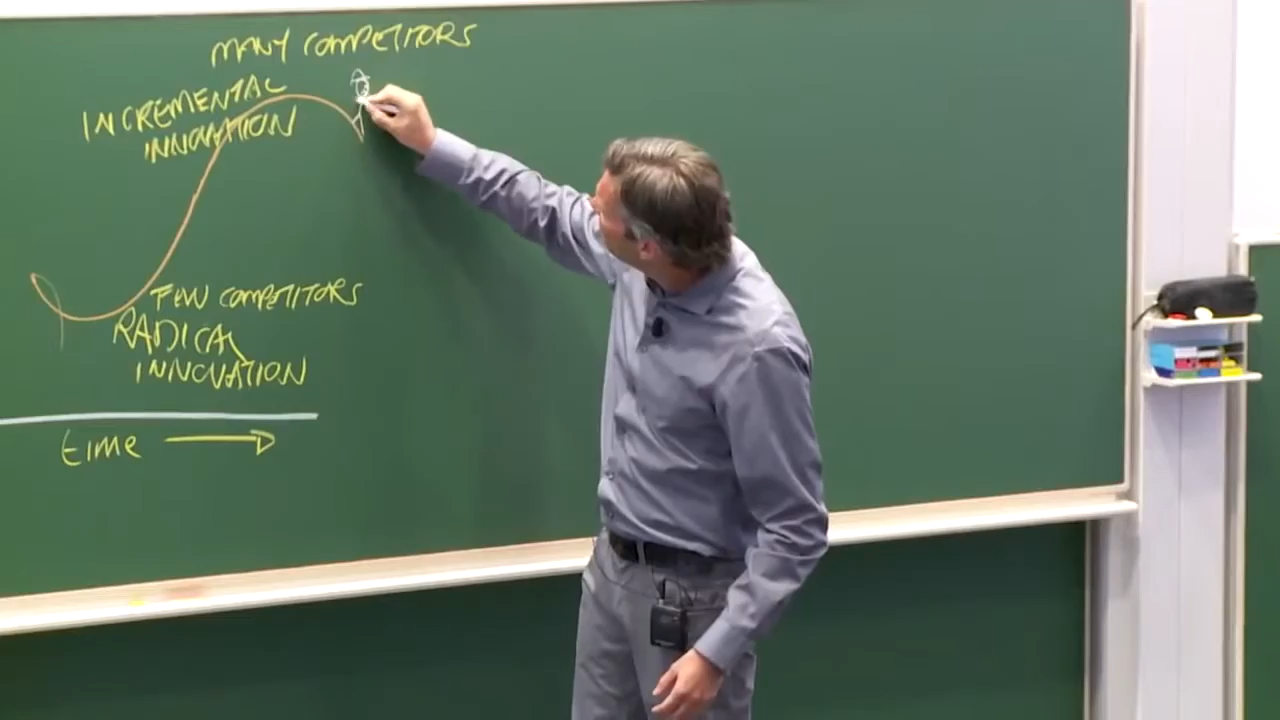 MANY COMPETITORS
INCREMENTAL
INNOVATION
FEW COMPETITORS
RADICAL
INNOVATION
time